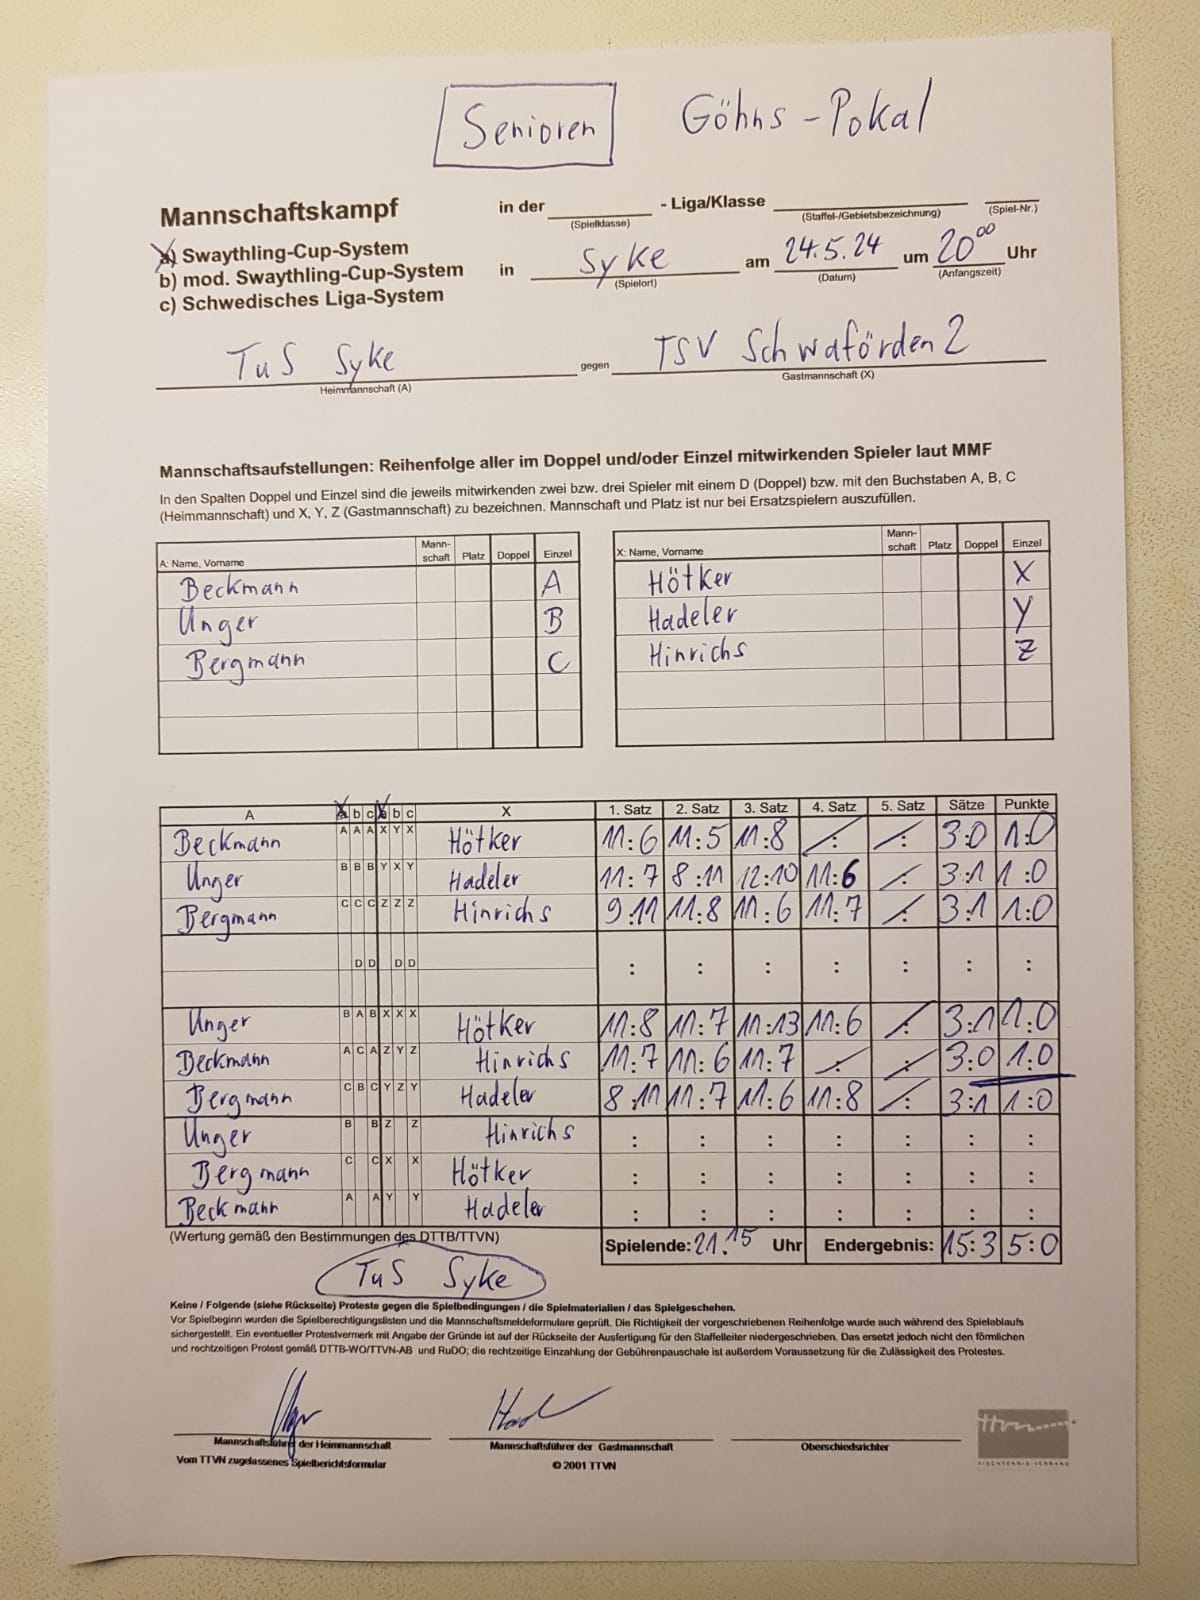 Senioren Göhns-Pokal
Mannschaftskampf in der - Liga/Klasse
(Spielklasse) (Staffel-/Gebietsbezeichnung) (Spiel-Nr.)
a) Swaythling-Cup-System
b) mod. Swaythling-Cup-System in Syke am 24.5.24 um 20⁰⁰ Uhr
(Spielort) (Datum) (Anfangszeit)
c) Schwedisches Liga-System
TuS Syke gegen TSV Schwaförden 2
Heimmannschaft (A) Gastmannschaft (X)
Mannschaftsaufstellungen: Reihenfolge aller im Doppel und/oder Einzel mitwirkenden Spieler laut MMF
In den Spalten Doppel und Einzel sind die jeweils mitwirkenden zwei bzw. drei Spieler mit einem D (Doppel) bzw. mit den Buchstaben A, B, C
(Heimmannschaft) und X, Y, Z (Gastmannschaft) zu bezeichnen. Mannschaft und Platz ist nur bei Ersatzspielern auszufüllen.
A: Name, Vorname Mann-schaft Platz Doppel Einzel X: Name, Vorname Mann-schaft Platz Doppel Einzel
Beckmann A Hötker X
Unger B Hadeler Y
Bergmann C Hinrichs Z
A a b c a b c X 1. Satz 2. Satz 3. Satz 4. Satz 5. Satz Sätze Punkte
Beckmann A A A X Y X Hötker 11:6 11:5 11:8 : : 3:0 1:0
Unger B B B Y X Y Hadeler 11:7 8:11 12:10 11:6 : 3:1 1:0
Bergmann C C C Z Z Z Hinrichs 9:11 11:8 11:6 11:7 : 3:1 1:0
D D D D : : : : : : :
Unger B A B X X X Hötker 11:8 11:7 11:13 11:6 : 3:1 1:0
Beckmann A C A Z Y Z Hinrichs 11:7 11:6 11:7 : : 3:0 1:0
Bergmann C B C Y Z Y Hadeler 8:11 11:7 11:6 11:8 : 3:1 1:0
Unger B B Z Z Hinrichs : : : : : : :
Bergmann C C X X Hötker : : : : : : :
Beckmann A A Y Y Hadeler : : : : : : :
(Wertung gemäß den Bestimmungen des DTTB/TTVN) Spielende: 21.15 Uhr Endergebnis: 15:3 5:0
TuS Syke
Keine / Folgende (siehe Rückseite) Proteste gegen die Spielbedingungen / die Spielmaterialien / das Spielgeschehen.
Vor Spielbeginn wurden die Spielberechtigungslisten und die Mannschaftsmeldeformulare geprüft. Die Richtigkeit der vorgeschriebenen Reihenfolge wurde auch während des Spielablaufs
sichergestellt. Ein eventueller Protestvermerk mit Angabe der Gründe ist auf der Rückseite der Ausfertigung für den Staffelleiter niedergeschrieben. Das ersetzt jedoch nicht den förmlichen
und rechtzeitigen Protest gemäß DTTB-WO/TTVN-AB und RuDO; die rechtzeitige Einzahlung der Gebührenpauschale ist außerdem Voraussetzung für die Zulässigkeit des Protestes.
Mannschaftsführer der Heimmannschaft Mannschaftsführer der Gastmannschaft Oberschiedsrichter
Vom TTVN zugelassenes Spielberichtsformular © 2001 TTVN
ttvn
TISCHTENNIS-VERBAND